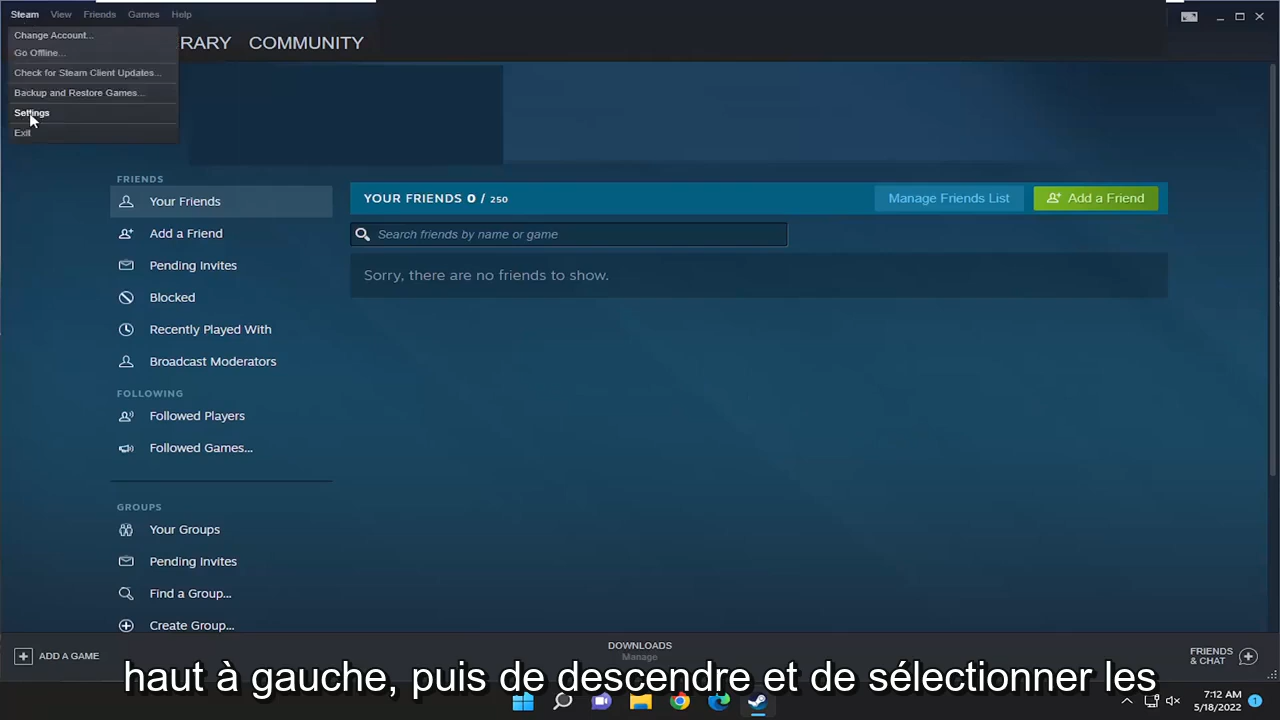 Steam View Friends Games Help
Change Account...
Go Offline...
Check for Steam Client Updates...
Backup and Restore Games...
Settings
Exit
RARY COMMUNITY
FRIENDS
Your Friends
Add a Friend
Pending Invites
Blocked
Recently Played With
Broadcast Moderators
FOLLOWING
Followed Players
Followed Games...
GROUPS
Your Groups
Pending Invites
Find a Group...
Create Group...
YOUR FRIENDS 0 / 250
Manage Friends List
Add a Friend
Search friends by name or game
Sorry, there are no friends to show.
ADD A GAME
DOWNLOADS
Manage
FRIENDS
& CHAT
haut à gauche, puis de descendre et de sélectionner les
7:12 AM
5/18/2022
1